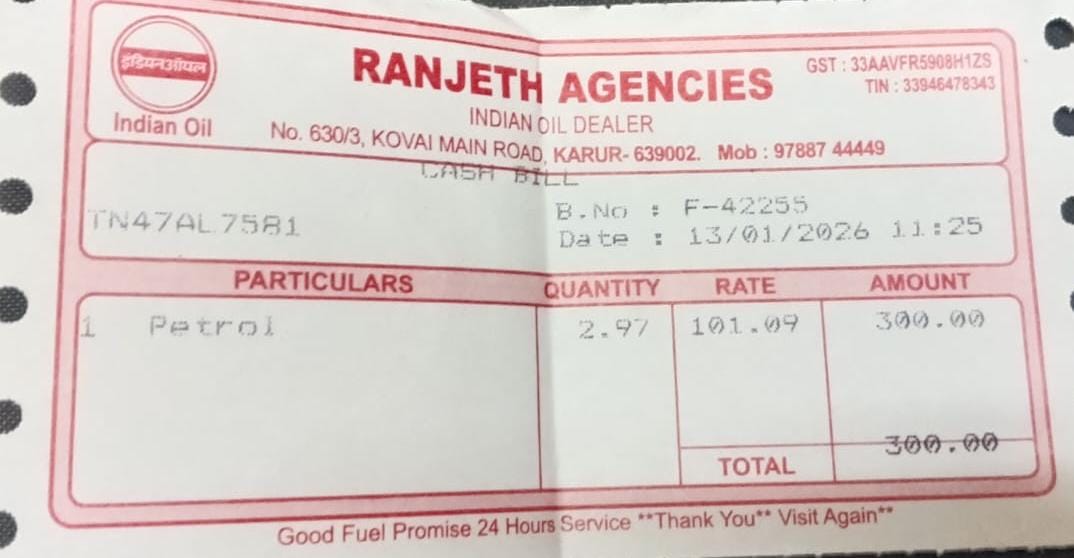 इंडियनऑयल
Indian Oil
RANJETH AGENCIES
GST : 33AAVFR5908H1ZS
TIN : 33946478343
INDIAN OIL DEALER
No. 630/3, KOVAI MAIN ROAD, KARUR- 639002. Mob : 97887 44449
CASH BILL
TN47AL7581
B.No : F-42255
Date : 13/01/2026 11:25
PARTICULARS QUANTITY RATE AMOUNT
1 Petrol 2.97 101.09 300.00
TOTAL 300.00
Good Fuel Promise 24 Hours Service **Thank You** Visit Again**